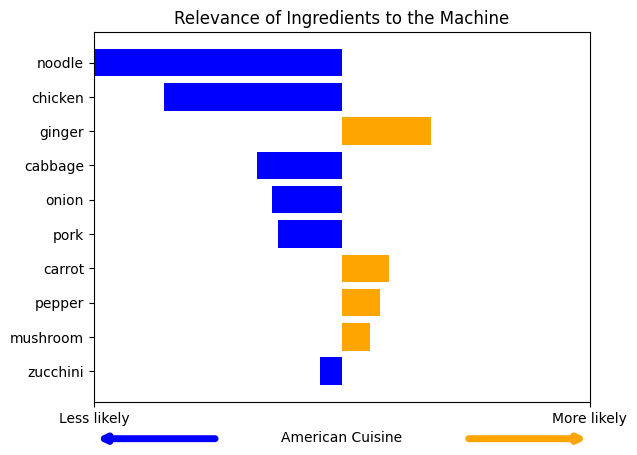 Relevance of Ingredients to the Machine
noodle
chicken
ginger
cabbage
onion
pork
carrot
pepper
mushroom
zucchini
Less likely
More likely
American Cuisine